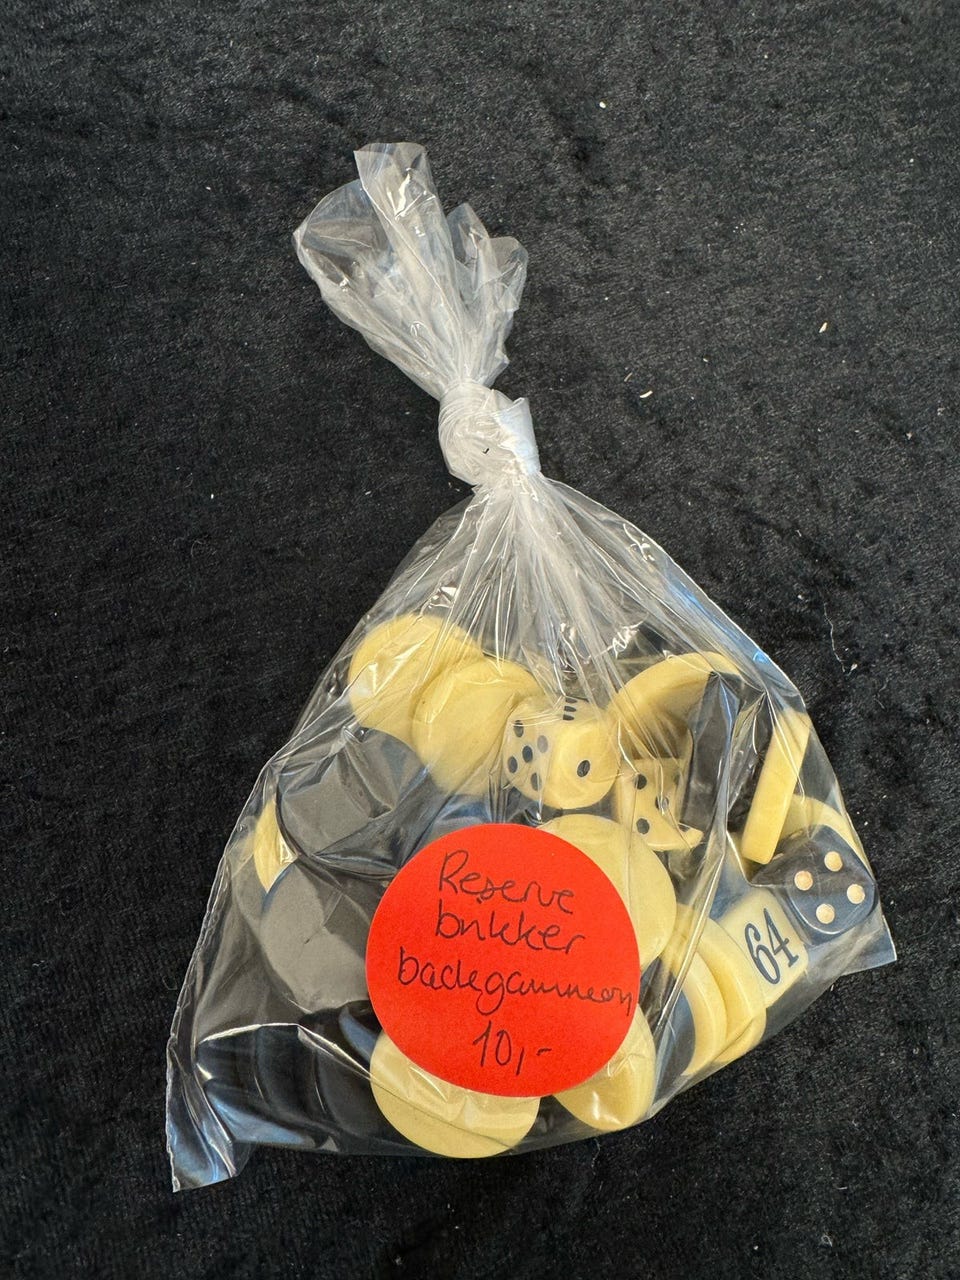 Reserve
brikker
backgammon
10,-
64